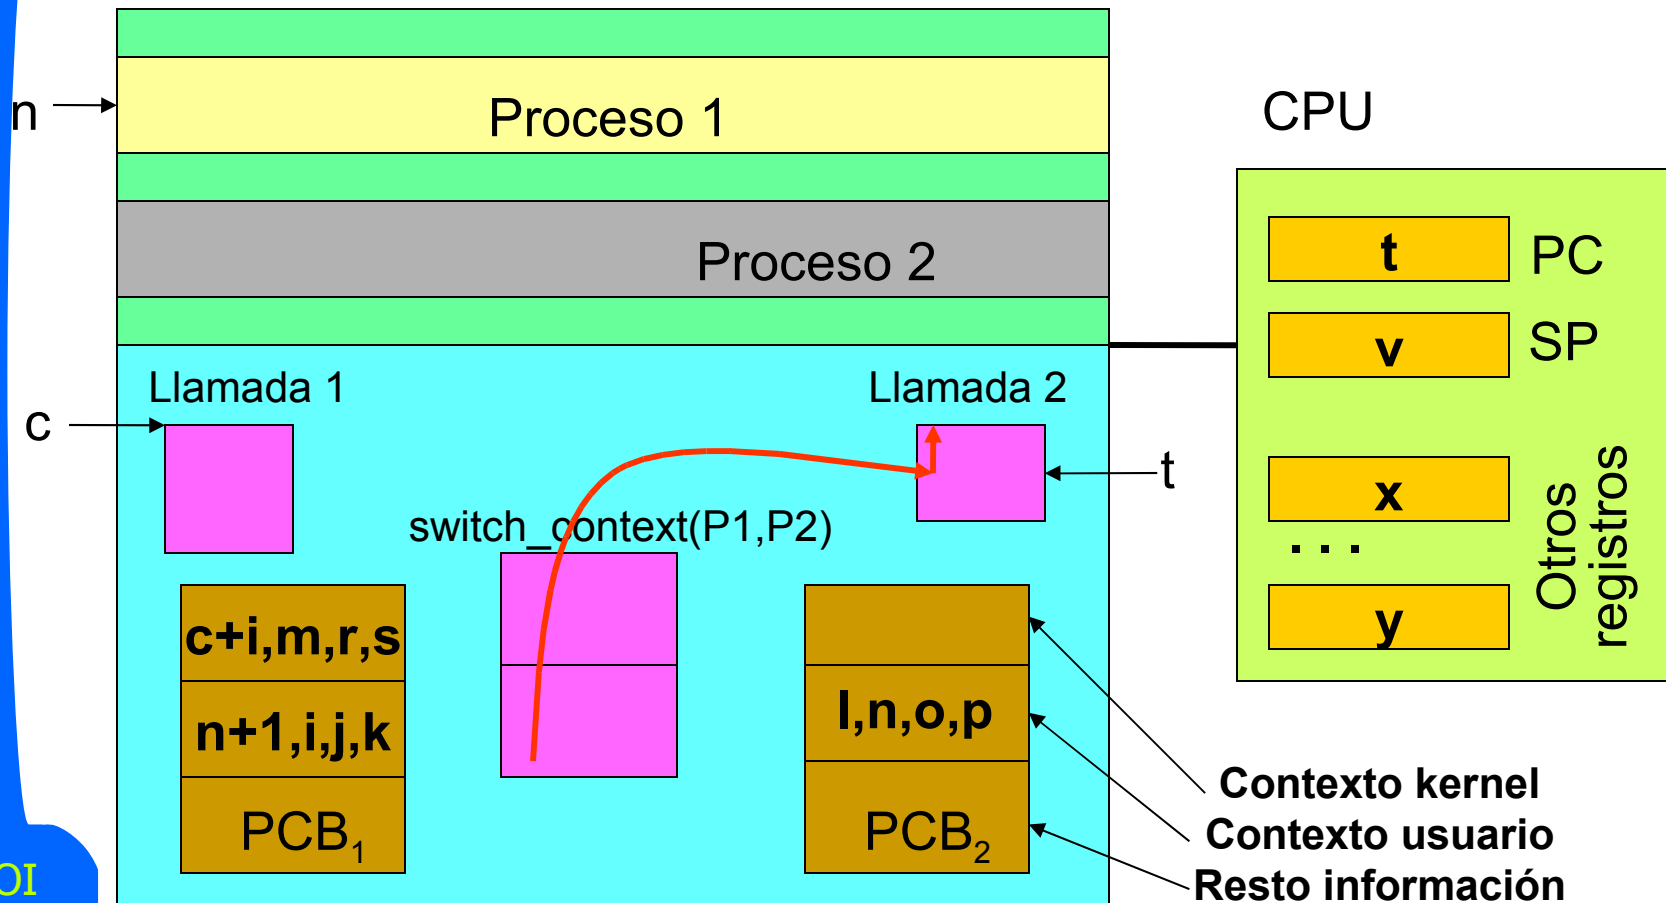 n
Proceso 1
CPU
Proceso 2
t
PC
v
SP
Llamada 1
Llamada 2
c
t
x
. . .
y
Otros
registros
switch_context(P1,P2)
c+i,m,r,s
n+1,i,j,k
PCB1
l,n,o,p
PCB2
Contexto kernel
Contexto usuario
Resto información
OI